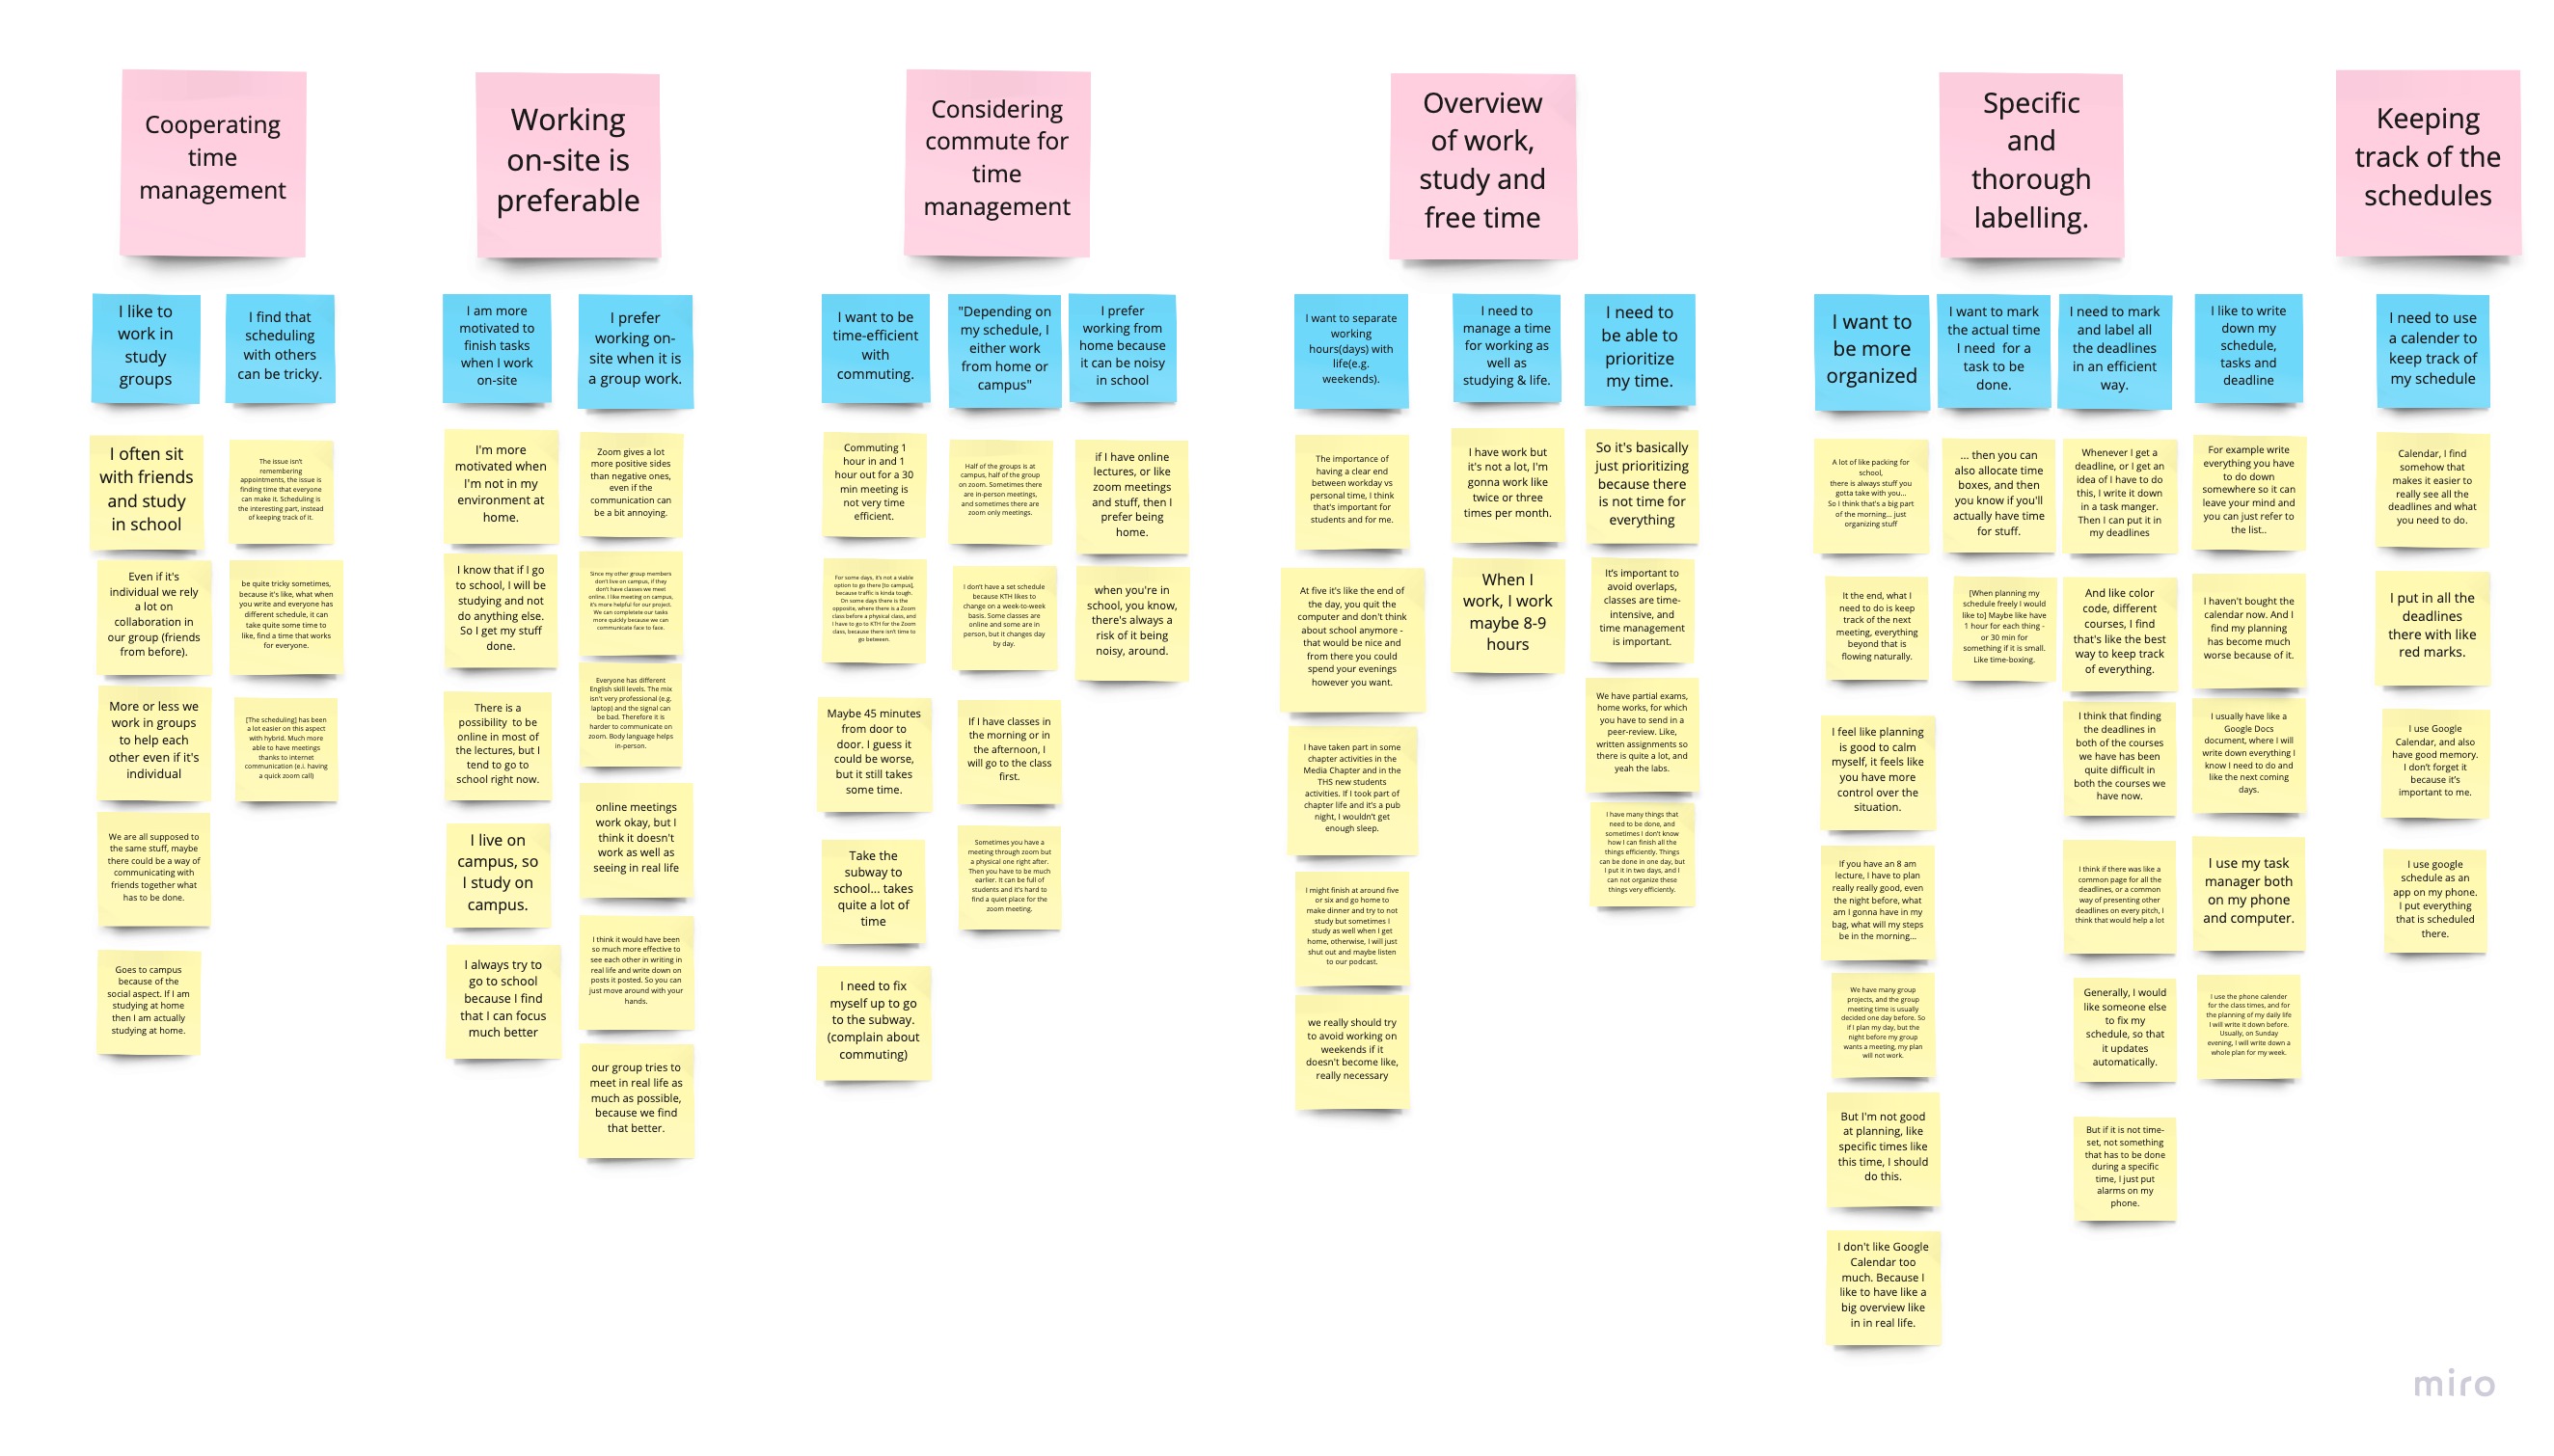 Cooperating
time
management
Working
on-site is
preferable
Considering
commute for
time
management
Overview
of work,
study and
free time
Specific
and
thorough
labelling.
Keeping
track of the
schedules
I like to
work in
study
groups
I find that
scheduling
with others
can be tricky.
I am more
motivated to
finish tasks
when I work
on-site
I prefer
working on-
site when it is
a group work.
I want to be
time-efficient
with
commuting.
"Depending on
my schedule, I
either work
from home or
campus"
I prefer
working from
home because
it can be noisy
in school
I want to separate
working
hours(days) with
life(e.g.
weekends).
I need to
manage a time
for working as
well as
studying & life.
I need to
be able to
prioritize
my time.
I want to
be more
organized
I want to mark
the actual time
I need for a
task to be
done.
I need to mark
and label all
the deadlines
in an efficient
way.
I like to write
down my
schedule,
tasks and
deadline
I need to use
a calender to
keep track of
my schedule
I often sit
with friends
and study
in school
Even if it's
individual we rely
a lot on
collaboration in
our group (friends
from before).
More or less we
work in groups
to help each
other even if it's
individual
We are all supposed to
the same stuff, maybe
there could be a way of
communicating with
friends together what
has to be done.
Goes to campus
because of the
social aspect. If I am
studying at home
then I am actually
studying at home.
The issue isn't
remembering
appointments, the issue is
finding time that everyone
can make it. Scheduling is
the interesting part, instead
of keeping track of it.
be quite tricky sometimes,
because it's like, what when
you write and everyone has
different schedule, it can
take quite some time to
like, find a time that works
for everyone.
[The scheduling] has been
a lot easier on this aspect
with hybrid. Much more
able to have meetings
thanks to internet
communication (e.i. having
a quick zoom call)
I'm more
motivated when
I'm not in my
environment at
home.
I know that if I go
to school, I will be
studying and not
do anything else.
So I get my stuff
done.
There is a
possibility to be
online in most of
the lectures, but I
tend to go to
school right now.
I live on
campus, so
I study on
campus.
I always try to
go to school
because I find
that I can focus
much better
Zoom gives a lot
more positive sides
than negative ones,
even if the
communication can
be a bit annoying.
Since my other group members
don't live on campus, if they
don't have classes we meet
online. I like meeting on campus,
it's more helpful for our project.
We can completete our tasks
more quickly because we can
communicate face to face.
Everyone has different
English skill levels. The mix
isn't very professional (e.g.
laptop) and the signal can
be bad. Therefore it is
harder to communicate on
zoom. Body language helps
in-person.
online meetings
work okay, but I
think it doesn't
work as well as
seeing in real life
I think it would have been
so much more effective to
see each other in writing in
real life and write down on
posts it posted. So you can
just move around with your
hands.
our group tries to
meet in real life as
much as possible,
because we find
that better.
Commuting 1
hour in and 1
hour out for a 30
min meeting is
not very time
efficient.
For some days, it's not a viable
option to go there [to campus],
because traffic is kinda tough.
On some days there is the
opposite, where there is a Zoom
class before a physical class, and
I have to go to KTH for the Zoom
class, because there isn't time to
go between.
Maybe 45 minutes
from door to
door. I guess it
could be worse,
but it still takes
some time.
Take the
subway to
school... takes
quite a lot of
time
I need to fix
myself up to go
to the subway.
(complain about
commuting)
Half of the groups is at
campus, half of the group
on zoom. Sometimes there
are in-person meetings,
and sometimes there are
zoom only meetings.
I don't have a set schedule
because KTH likes to
change on a week-to-week
basis. Some classes are
online and some are in
person, but it changes day
by day.
If I have classes in
the morning or in
the afternoon, I
will go to the class
first.
Sometimes you have a
meeting through zoom but
a physical one right after.
Then you have to be much
earlier. It can be full of
students and it's hard to
find a quiet place for the
zoom meeting.
if I have online
lectures, or like
zoom meetings
and stuff, then I
prefer being
home.
when you're in
school, you know,
there's always a
risk of it being
noisy, around.
The importance of
having a clear end
between workday vs
personal time, I think
that's important for
students and for me.
At five it's like the end of
the day, you quit the
computer and don't think
about school anymore -
that would be nice and
from there you could
spend your evenings
however you want.
I have taken part in some
chapter activities in the
Media Chapter and in the
THS new students
activities. If I took part of
chapter life and it's a pub
night, I wouldn't get
enough sleep.
I might finish at around five
or six and go home to
make dinner and try to not
study but sometimes I
study as well when I get
home, otherwise, I will just
shut out and maybe listen
to our podcast.
we really should try
to avoid working on
weekends if it
doesn't become like,
really necessary
I have work but
it's not a lot, I'm
gonna work like
twice or three
times per month.
When I
work, I work
maybe 8-9
hours
So it's basically
just prioritizing
because there
is not time for
everything
It's important to
avoid overlaps,
classes are time-
intensive, and
time management
is important.
We have partial exams,
home works, for which
you have to send in a
peer-review. Like,
written assignments so
there is quite a lot, and
yeah the labs.
I have many things that
need to be done, and
sometimes I don't know
how I can finish all the
things efficiently. Things
can be done in one day, but
I put it in two days, and I
can not organize these
things very efficiently.
A lot of like packing for
school,
there is always stuff you
gotta take with you...
So I think that's a big part
of the morning... just
organizing stuff
It the end, what I
need to do is keep
track of the next
meeting, everything
beyond that is
flowing naturally.
I feel like planning
is good to calm
myself, it feels like
you have more
control over the
situation.
If you have an 8 am
lecture, I have to plan
really really good, even
the night before, what
am I gonna have in my
bag, what will my steps
be in the morning...
We have many group
projects, and the group
meeting time is usually
decided one day before. So
if I plan my day, but the
night before my group
wants a meeting, my plan
will not work.
But I'm not good
at planning, like
specific times like
this time, I should
do this.
I don't like Google
Calendar too
much. Because I
like to have like a
big overview like
in in real life.
... then you can
also allocate time
boxes, and then
you know if you'll
actually have time
for stuff.
[When planning my
schedule freely I would
like to] Maybe like have
1 hour for each thing -
or 30 min for
something if it is small.
Like time-boxing.
Whenever I get a
deadline, or I get an
idea of I have to do
this, I write it down
in a task manger.
Then I can put it in
my deadlines
And like color
code, different
courses, I find
that's like the best
way to keep track
of everything.
I think that finding
the deadlines in
both of the courses
we have has been
quite difficult in
both the courses we
have now.
I think if there was like a
common page for all the
deadlines, or a common
way of presenting other
deadlines on every pitch, I
think that would help a lot
Generally, I would
like someone else
to fix my
schedule, so that
it updates
automatically.
But if it is not time-
set, not something
that has to be done
during a specific
time, I just put
alarms on my
phone.
For example write
everything you have
to do down
somewhere so it can
leave your mind and
you can just refer to
the list..
I haven't bought the
calendar now. And I
find my planning
has become much
worse because of it.
I usually have like a
Google Docs
document, where I will
write down everything I
know I need to do and
like the next coming
days.
I use my task
manager both
on my phone
and computer.
I use the phone calender
for the class times, and for
the planning of my daily life
I will write it down before.
Usually, on Sunday
evening, I will write down a
whole plan for my week.
Calendar, I find
somehow that
makes it easier to
really see all the
deadlines and what
you need to do.
I put in all the
deadlines
there with like
red marks.
I use Google
Calendar, and also
have good memory.
I don't forget it
because it's
important to me.
I use google
schedule as an
app on my phone.
I put everything
that is scheduled
there.
miro